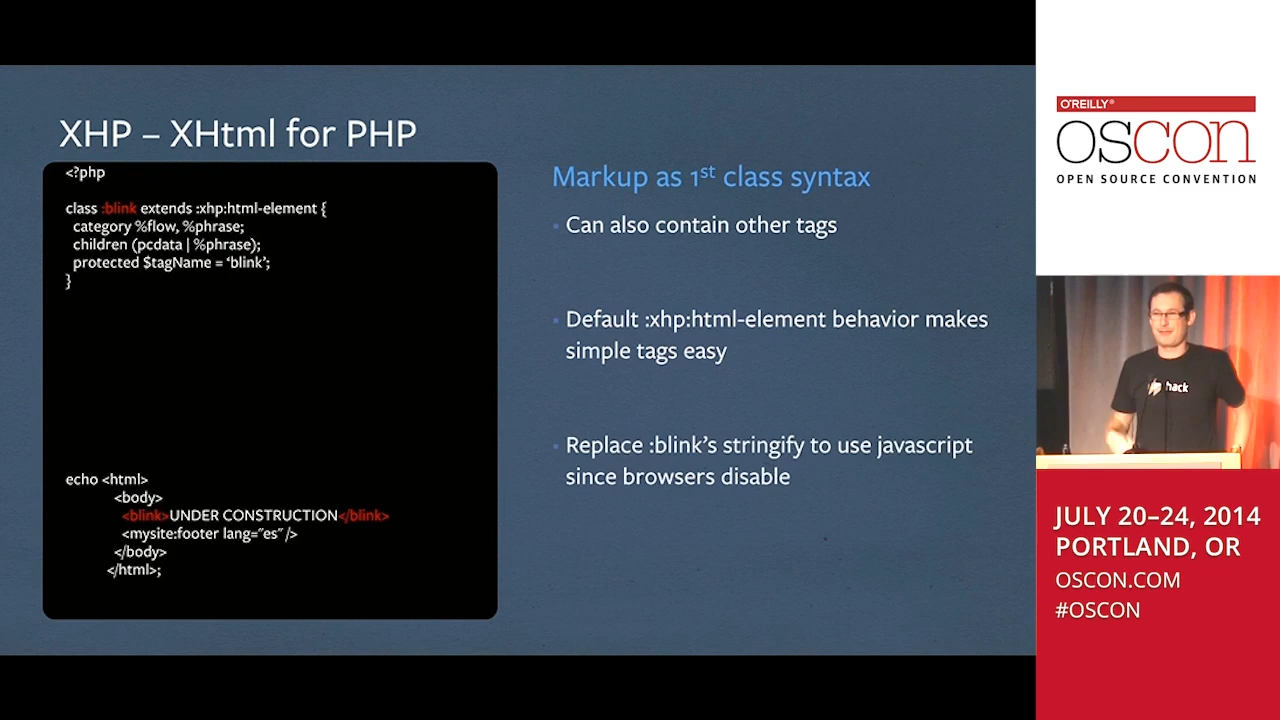 XHP – XHtml for PHP
<?php
class :blink extends :xhp:html-element {
category %flow, %phrase;
children (pcdata | %phrase);
protected $tagName = ‘blink’;
}
echo <html>
<body>
<blink>UNDER CONSTRUCTION</blink>
<mysite:footer lang="es" />
</body>
</html>;
Markup as 1st class syntax
• Can also contain other tags
• Default :xhp:html-element behavior makes
simple tags easy
• Replace :blink’s stringify to use javascript
since browsers disable
O'REILLY®
OSCON
OPEN SOURCE CONVENTION
hack
JULY 20–24, 2014
PORTLAND, OR
OSCON.COM
#OSCON